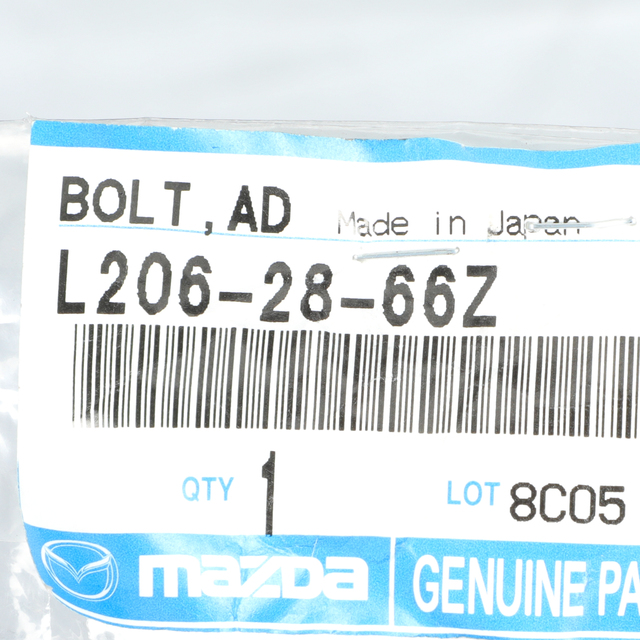 BOLT,AD Made in Japan
L206-28-66Z
QTY 1 LOT 8C05
mazda GENUINE PA